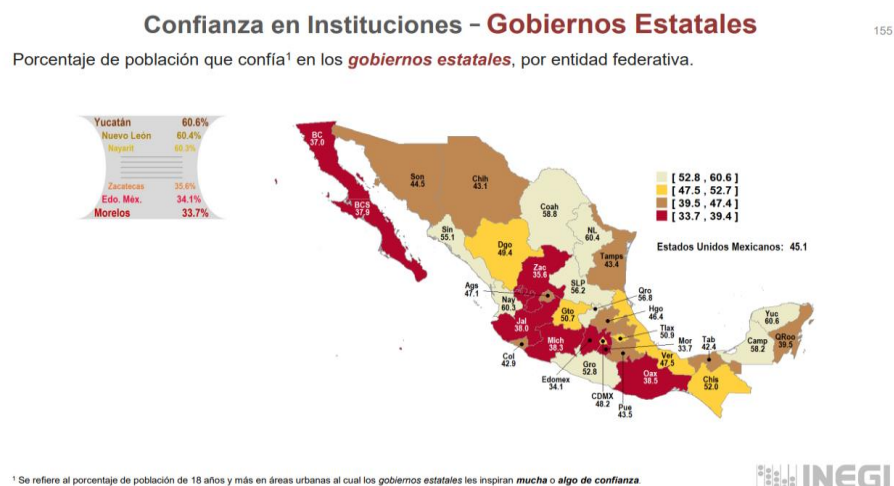 Confianza en Instituciones – Gobiernos Estatales
155
Porcentaje de población que confía¹ en los gobiernos estatales, por entidad federativa.
Yucatán 60.6%
Nuevo León 60.4%
Nayarit 60.3%
Zacatecas 35.6%
Edo. Méx. 34.1%
Morelos 33.7%
BC
37.0
Son
44.5
Chih
43.1
Coah
58.8
BCS
37.9
Sin
55.1
NL
60.4
Dgo
49.4
Tamps
43.4
Zac
35.6
SLP
56.2
Ags
47.1
Nay
60.3
Gto
50.7
Qro
56.8
Hgo
46.4
Jal
38.0
Mich
38.3
Tlax
50.9
Mor
33.7
Tab
42.4
Yuc
60.6
QRoo
39.5
Camp
58.2
Col
42.9
Gro
52.8
Ver
47.5
Edomex
34.1
Oax
38.5
Chis
52.0
CDMX
48.2
Pue
43.5
[ 52.8 , 60.6 ]
[ 47.5 , 52.7 ]
[ 39.5 , 47.4 ]
[ 33.7 , 39.4 ]
Estados Unidos Mexicanos: 45.1
¹ Se refiere al porcentaje de población de 18 años y más en áreas urbanas al cual los gobiernos estatales les inspiran mucha o algo de confianza.
INEGI